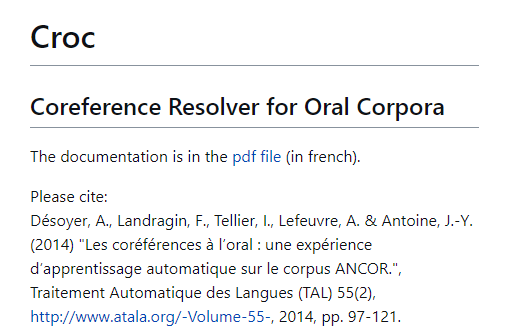 Croc
Coreference Resolver for Oral Corpora
The documentation is in the pdf file (in french).
Please cite:
Désoyer, A., Landragin, F., Tellier, I., Lefeuvre, A. & Antoine, J.-Y.
(2014) "Les coréférences à l’oral : une expérience
d’apprentissage automatique sur le corpus ANCOR.",
Traitement Automatique des Langues (TAL) 55(2),
http://www.atala.org/-Volume-55-, 2014, pp. 97-121.